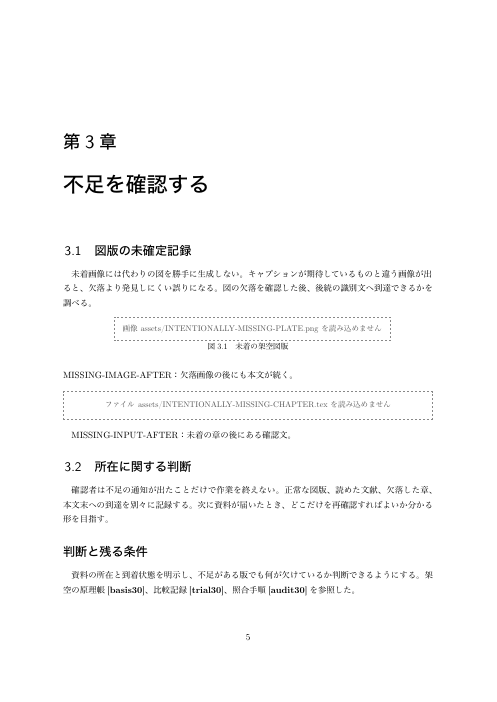 第 3 章
不足を確認する
3.1 図版の未確定記録
未着画像には代わりの図を勝手に生成しない。キャプションが期待しているものと違う画像が出
ると、欠落より発見しにくい誤りになる。図の欠落を確認した後、後続の識別文へ到達できるかを
調べる。
画像 assets/INTENTIONALLY-MISSING-PLATE.png を読み込めません
図 3.1 未着の架空図版
MISSING-IMAGE-AFTER：欠落画像の後にも本文が続く。
ファイル assets/INTENTIONALLY-MISSING-CHAPTER.tex を読み込めません
MISSING-INPUT-AFTER：未着の章の後にある確認文。
3.2 所在に関する判断
確認者は不足の通知が出たことだけで作業を終えない。正常な図版、読めた文献、欠落した章、
本文末への到達を別々に記録する。次に資料が届いたとき、どこだけを再確認すればよいか分かる
形を目指す。
判断と残る条件
資料の所在と到着状態を明示し、不足がある版でも何が欠けているか判断できるようにする。架
空の原理帳 [basis30]、比較記録 [trial30]、照合手順 [audit30] を参照した。
5